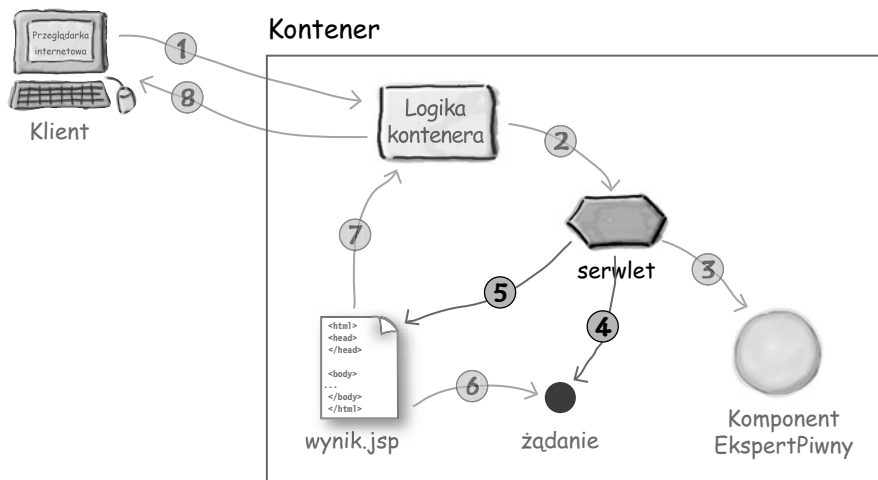 Kontener
Przeglądarka
internetowa
Klient
1
8
Logika
kontenera
2
7
serwlet
3
5
4
<html>
<head>
</head>
<body>
...
</body>
</html>
6
wynik.jsp
żądanie
Komponent
EkspertPiwny